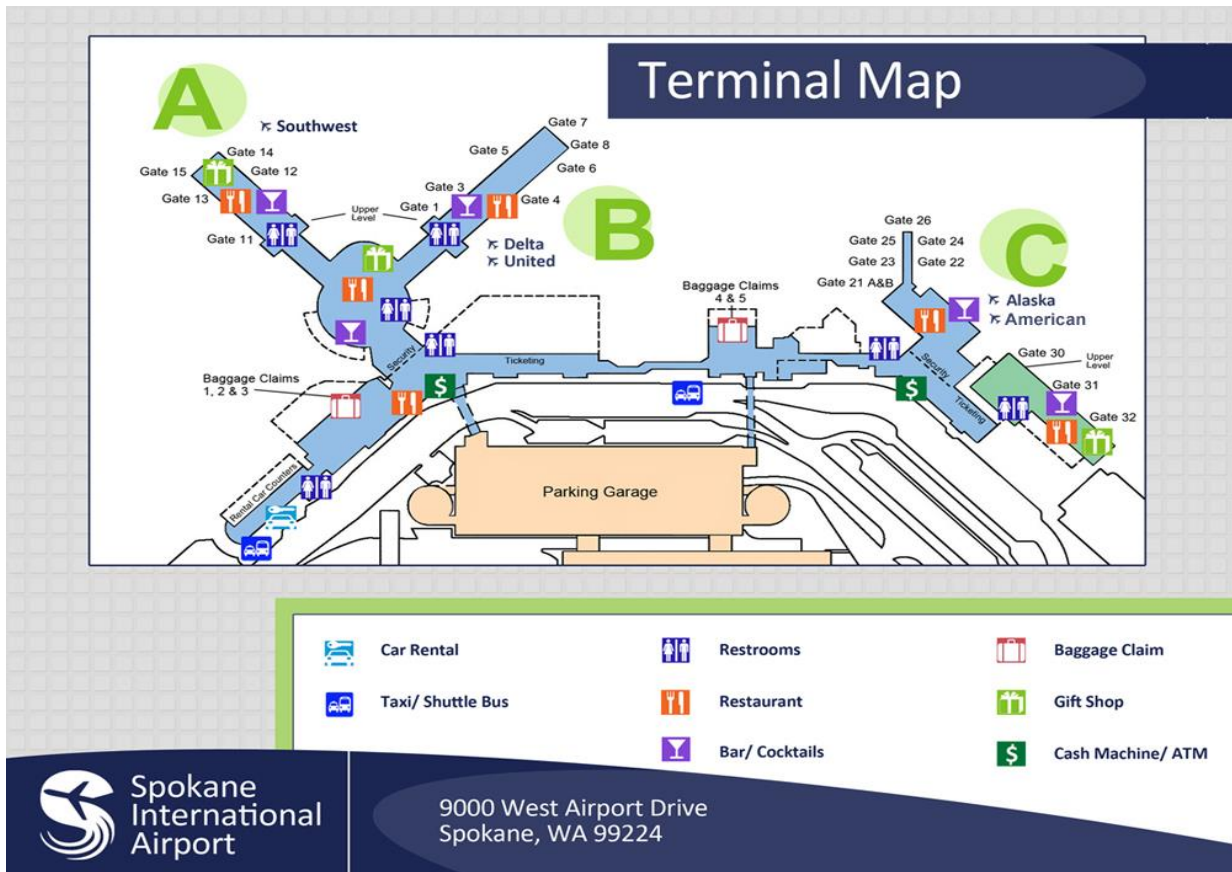 Terminal Map
A
Southwest
Gate 14
Gate 15
Gate 12
Gate 13
Gate 11
Upper
Level
Gate 7
Gate 5
Gate 8
Gate 6
Gate 3
Gate 4
Gate 1
B
Delta
United
Gate 26
Gate 25
Gate 24
Gate 23
Gate 22
Gate 21 A&B
C
Alaska
American
Baggage Claims
4 & 5
Security
Ticketing
Baggage Claims
1, 2 & 3
Rental Car Counters
Parking Garage
Security
Ticketing
Gate 30
Upper
Level
Gate 31
Gate 32
$
$
Car Rental
Restrooms
Baggage Claim
Taxi/ Shuttle Bus
Restaurant
Gift Shop
Bar/ Cocktails
$
Cash Machine/ ATM
Spokane
International
Airport
9000 West Airport Drive
Spokane, WA 99224